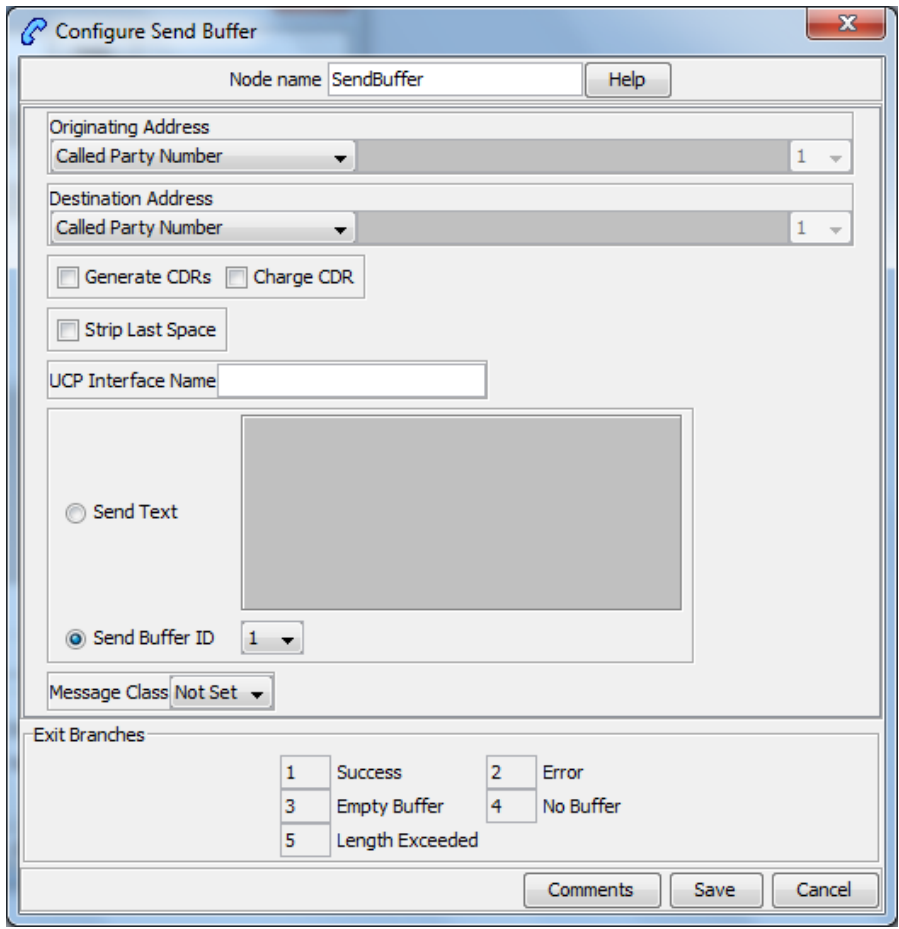 Configure Send Buffer
Node name SendBuffer Help
Originating Address
Called Party Number 1
Destination Address
Called Party Number 1
Generate CDRs Charge CDR
Strip Last Space
UCP Interface Name
Send Text
Send Buffer ID 1
Message Class Not Set
Exit Branches
1 Success 2 Error
3 Empty Buffer 4 No Buffer
5 Length Exceeded
Comments Save Cancel